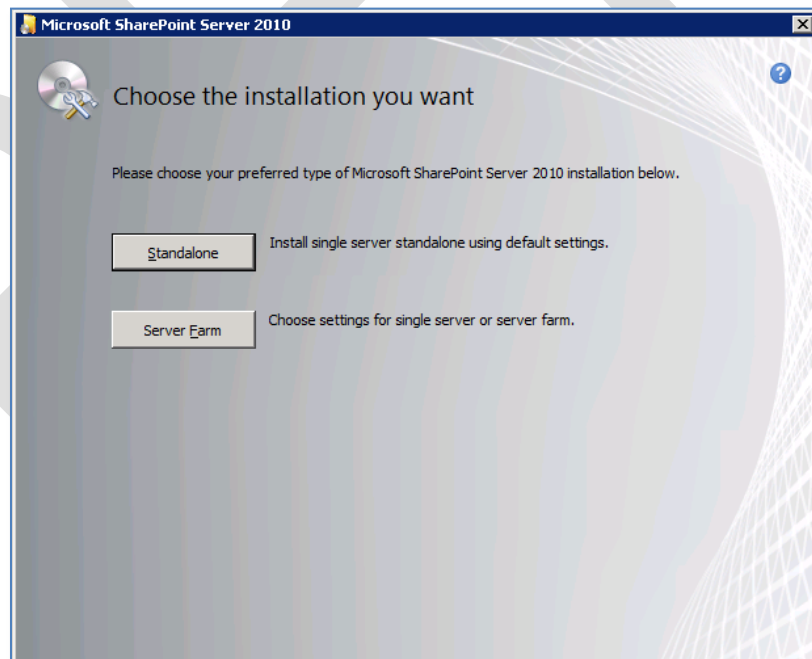 Microsoft SharePoint Server 2010
Choose the installation you want
Please choose your preferred type of Microsoft SharePoint Server 2010 installation below.
Standalone
Install single server standalone using default settings.
Server Farm
Choose settings for single server or server farm.